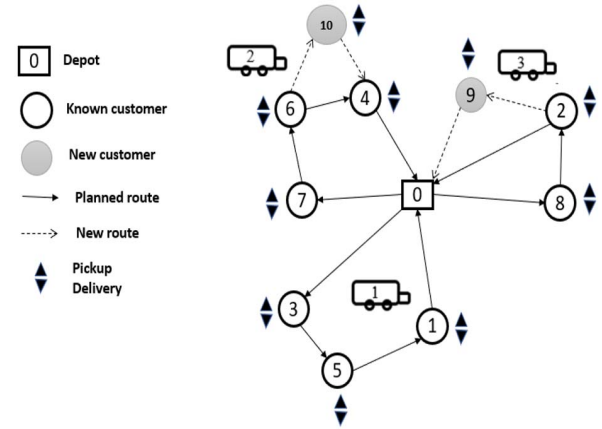 10
2
3
0 Depot
9
4
2
6
Known customer
New customer
7
0
8
Planned route
New route
Pickup
Delivery
1
3
1
5